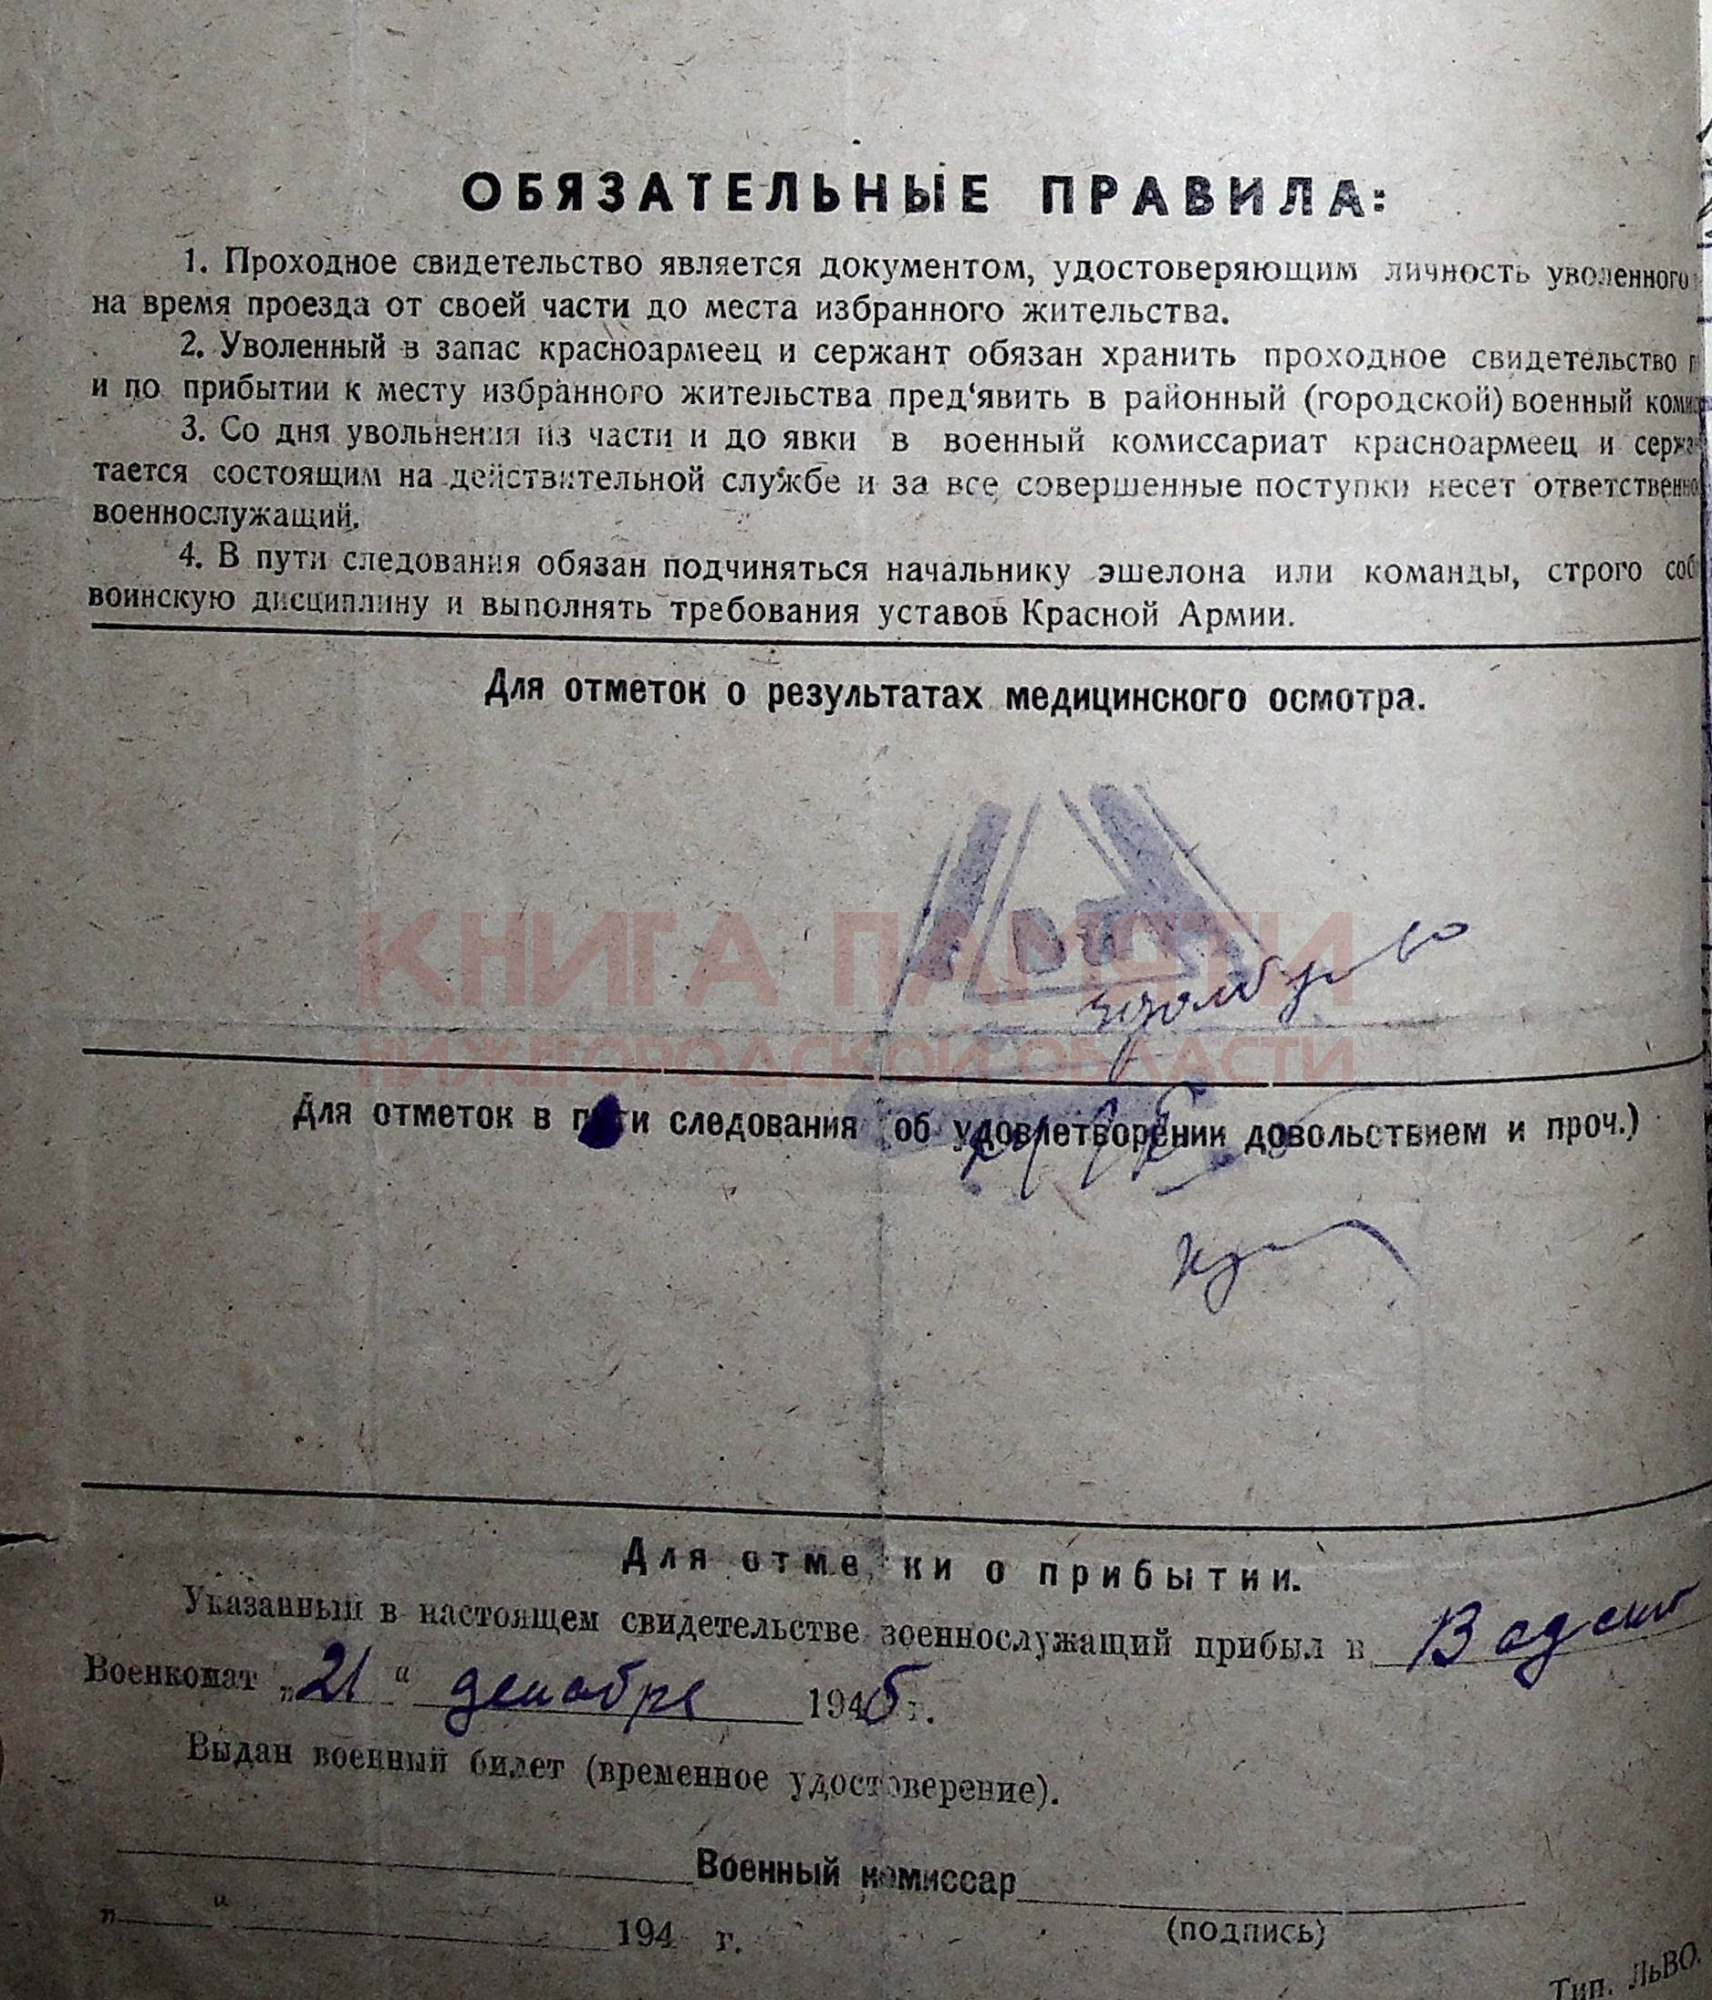 ОБЯЗАТЕЛЬНЫЕ ПРАВИЛА:
1. Проходное свидетельство является документом, удостоверяющим личность уволенного
на время проезда от своей части до места избранного жительства.
2. Уволенный в запас красноармеец и сержант обязан хранить проходное свидетельство п
и по прибытии к месту избранного жительства пред‘явить в районный (городской) военный комис
3. Со дня увольнения из части и до явки в военный комиссариат красноармеец и сержа
тается состоящим на действительной службе и за все совершенные поступки несет ответственно
военнослужащий.
4. В пути следования обязан подчиняться начальнику эшелона или команды, строго соб
воинскую дисциплину и выполнять требования уставов Красной Армии.
Для отметок о результатах медицинского осмотра.
КНИГА ПАМЯТИ
НИЖЕГОРОДСКОЙ ОБЛАСТИ
Для отметок в пути следования (об удовлетворении довольствием и проч.)
Для отметки о прибытии.
Указанный в настоящем свидетельстве военнослужащий прибыл в
Военкомат „21“ декабря 1945 г.
Выдан военный билет (временное удостоверение).
Военный комиссар
(подпись)
„ “ 194 г.
Тип. ЛьВО.